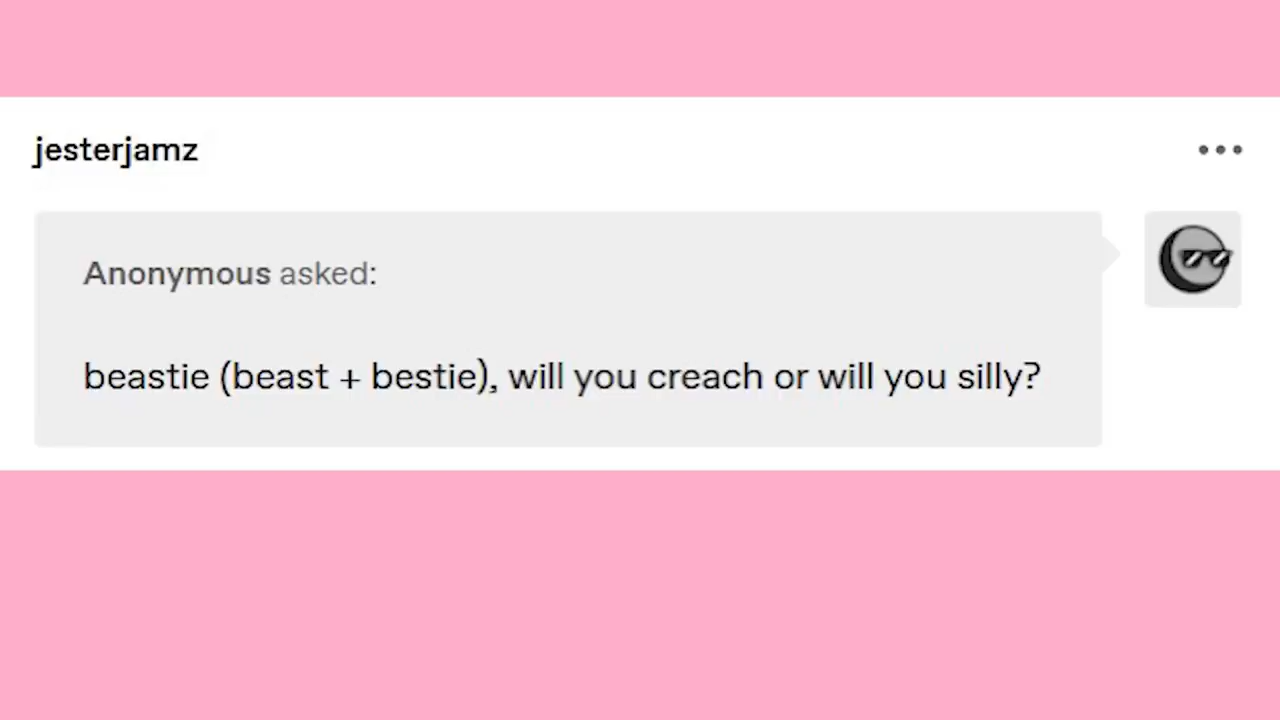 jesterjamz
Anonymous asked:
beastie (beast + bestie), will you creach or will you silly?